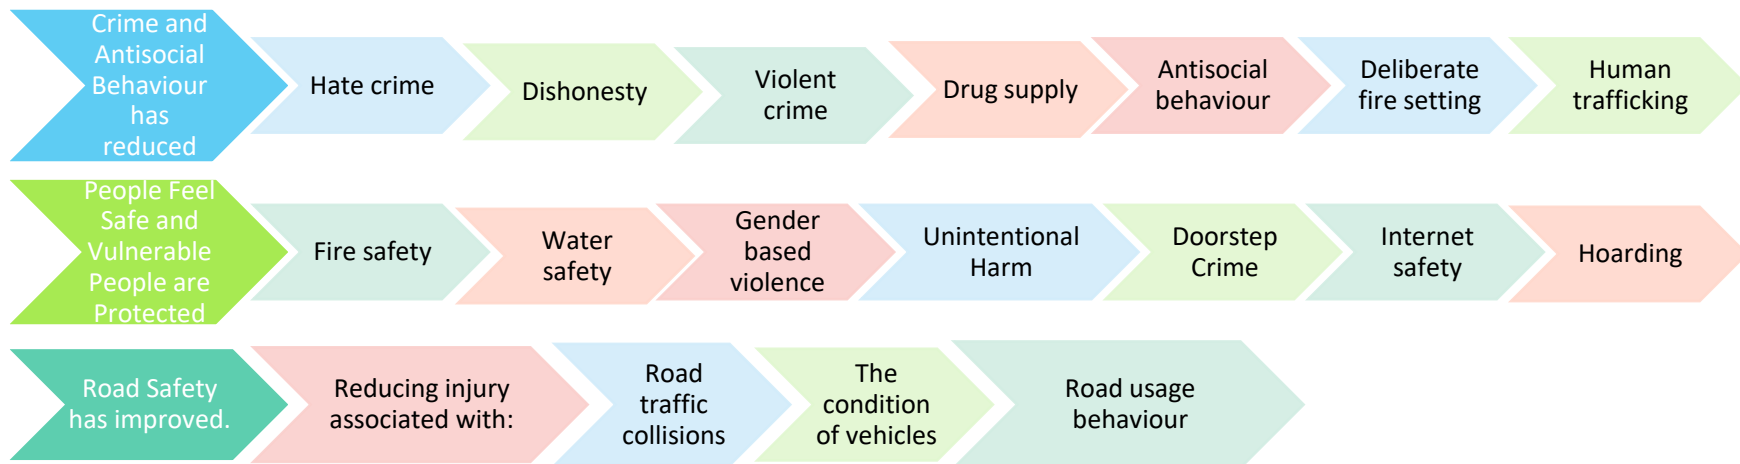 Crime and
Antisocial
Behaviour
has
reduced
Hate crime
Dishonesty
Violent
crime
Drug supply
Antisocial
behaviour
Deliberate
fire setting
Human
trafficking
People Feel
Safe and
Vulnerable
People are
Protected
Fire safety
Water
safety
Gender
based
violence
Unintentional
Harm
Doorstep
Crime
Internet
safety
Hoarding
Road Safety
has improved.
Reducing injury
associated with:
Road
traffic
collisions
The
condition
of vehicles
Road usage
behaviour